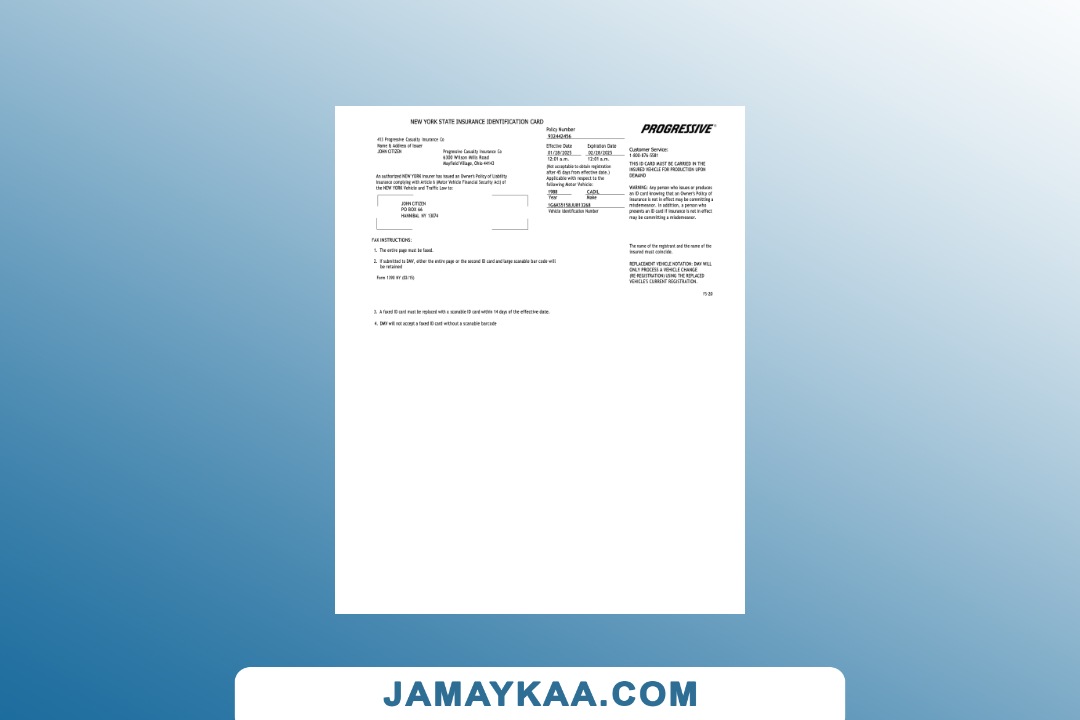 NEW YORK STATE INSURANCE IDENTIFICATION CARD
PROGRESSIVE®
413 Progressive Casualty Insurance Co
Name & Address of Issuer
JOHN CITIZEN
Progressive Casualty Insurance Co
6300 Wilson Mills Road
Mayfield Village, Ohio 44143
An authorized NEW YORK insurer has issued an Owner's Policy of Liability
Insurance complying with Article 6 (Motor Vehicle Financial Security Act) of
the NEW YORK Vehicle and Traffic Law to:
JOHN CITIZEN
PO BOX 66
HANNIBAL NY 13074
Policy Number
932442456
Effective Date Expiration Date
01/20/2025 02/20/2025
12:01 a.m. 12:01 a.m.
(Not acceptable to obtain registration
after 45 days from effective date.)
Applicable with respect to the
following Motor Vehicle:
1988 CADIL
Year Make
Vehicle Identification Number
Customer Service:
1-800-876-5581
THIS ID CARD MUST BE CARRIED IN THE
INSURED VEHICLE FOR PRODUCTION UPON
DEMAND
WARNING: Any person who issues or produces
an ID card knowing that an Owner's Policy of
Insurance is not in effect may be committing a
misdemeanor. In addition, a person who
presents an ID card if insurance is not in effect
may be committing a misdemeanor.
FAX INSTRUCTIONS:
1. The entire page must be faxed.
2. If submitted to DMV, either the entire page or the second ID card and large scannable bar code will
be retained
Form 1198 NY (03/15)
The name of the registrant and the name of the
insured must coincide.
REPLACEMENT VEHICLE NOTATION: DMV WILL
ONLY PROCESS A VEHICLE CHANGE
(RE-REGISTRATION) USING THE REPLACED
VEHICLE'S CURRENT REGISTRATION.
FS-20
3. A faxed ID card must be replaced with a scanable ID card within 14 days of the effective date.
4. DMV will not accept a faxed ID card without a scanable barcode
JAMAYKAA.COM